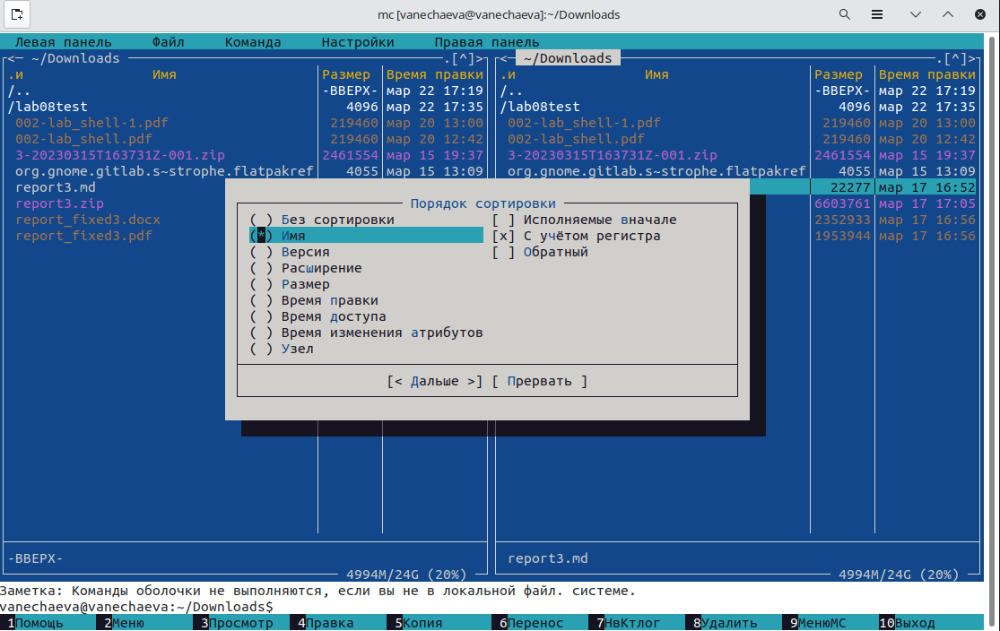 mc [vanechaeva@vanechaeva]:~/Downloads
Левая панель Файл Команда Настройки Правая панель
<─ ~/Downloads .[^]> <─ ~/Downloads .[^]>
.и Имя Размер Время правки .и Имя Размер Время правки
/.. -ВВЕРХ- мар 22 17:19 /.. -ВВЕРХ- мар 22 17:19
/lab08test 4096 мар 22 17:35 /lab08test 4096 мар 22 17:35
002-lab_shell-1.pdf 219460 мар 20 13:00 002-lab_shell-1.pdf 219460 мар 20 13:00
002-lab_shell.pdf 219460 мар 20 12:42 002-lab_shell.pdf 219460 мар 20 12:42
3-20230315T163731Z-001.zip 2461554 мар 15 19:37 3-20230315T163731Z-001.zip 2461554 мар 15 19:37
org.gnome.gitlab.s~strophe.flatpakref 4055 мар 15 13:09 org.gnome.gitlab.s~strophe.flatpakref 4055 мар 15 13:09
report3.md 22277 мар 17 16:52
report3.zip 6603761 мар 17 17:05
report_fixed3.docx 2352933 мар 17 16:56
report_fixed3.pdf 1953944 мар 17 16:56
Порядок сортировки
( ) Без сортировки [ ] Исполняемые вначале
(*) Имя [x] С учётом регистра
( ) Версия [ ] Обратный
( ) Расширение
( ) Размер
( ) Время правки
( ) Время доступа
( ) Время изменения атрибутов
( ) Узел
[< Дальше >] [ Прервать ]
-ВВЕРХ- report3.md
4994M/24G (20%) 4994M/24G (20%)
Заметка: Команды оболочки не выполняются, если вы не в локальной файл. системе.
vanechaeva@vanechaeva:~/Downloads$
1Помощь 2Меню 3Просмотр 4Правка 5Копия 6Перенос 7НвКтлог 8Удалить 9МенюМС 10Выход